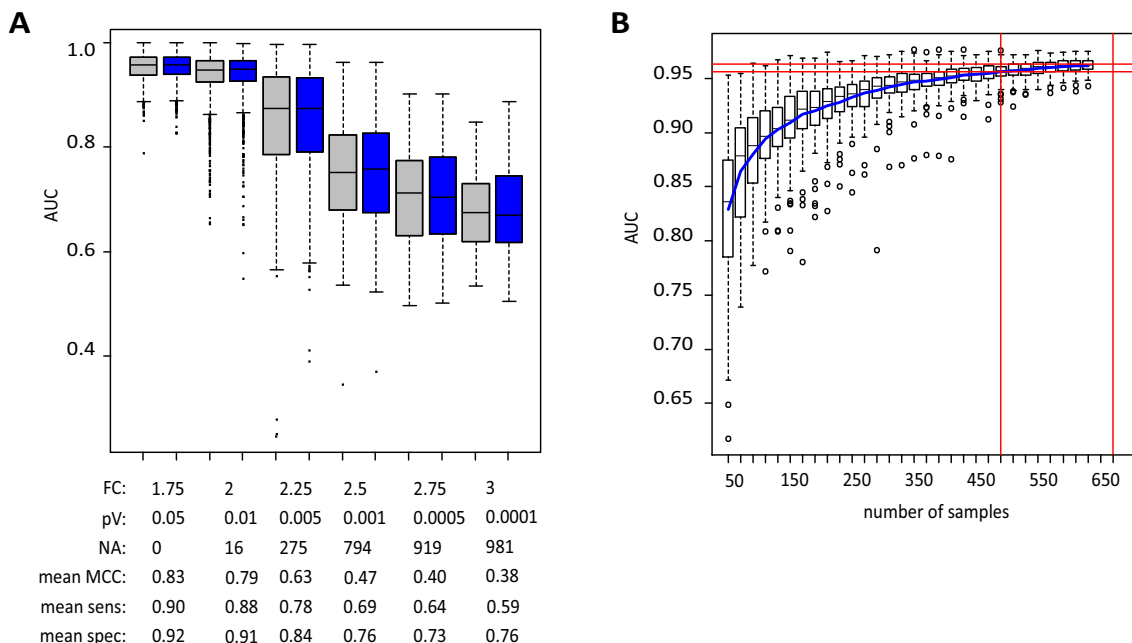 A
AUC
1.0
0.8
0.6
0.4
FC: 1.75 2 2.25 2.5 2.75 3
pV: 0.05 0.01 0.005 0.001 0.0005 0.0001
NA: 0 16 275 794 919 981
mean MCC: 0.83 0.79 0.63 0.47 0.40 0.38
mean sens: 0.90 0.88 0.78 0.69 0.64 0.59
mean spec: 0.92 0.91 0.84 0.76 0.73 0.76
B
AUC
0.95
0.90
0.85
0.80
0.75
0.70
0.65
50 150 250 350 450 550 650
number of samples